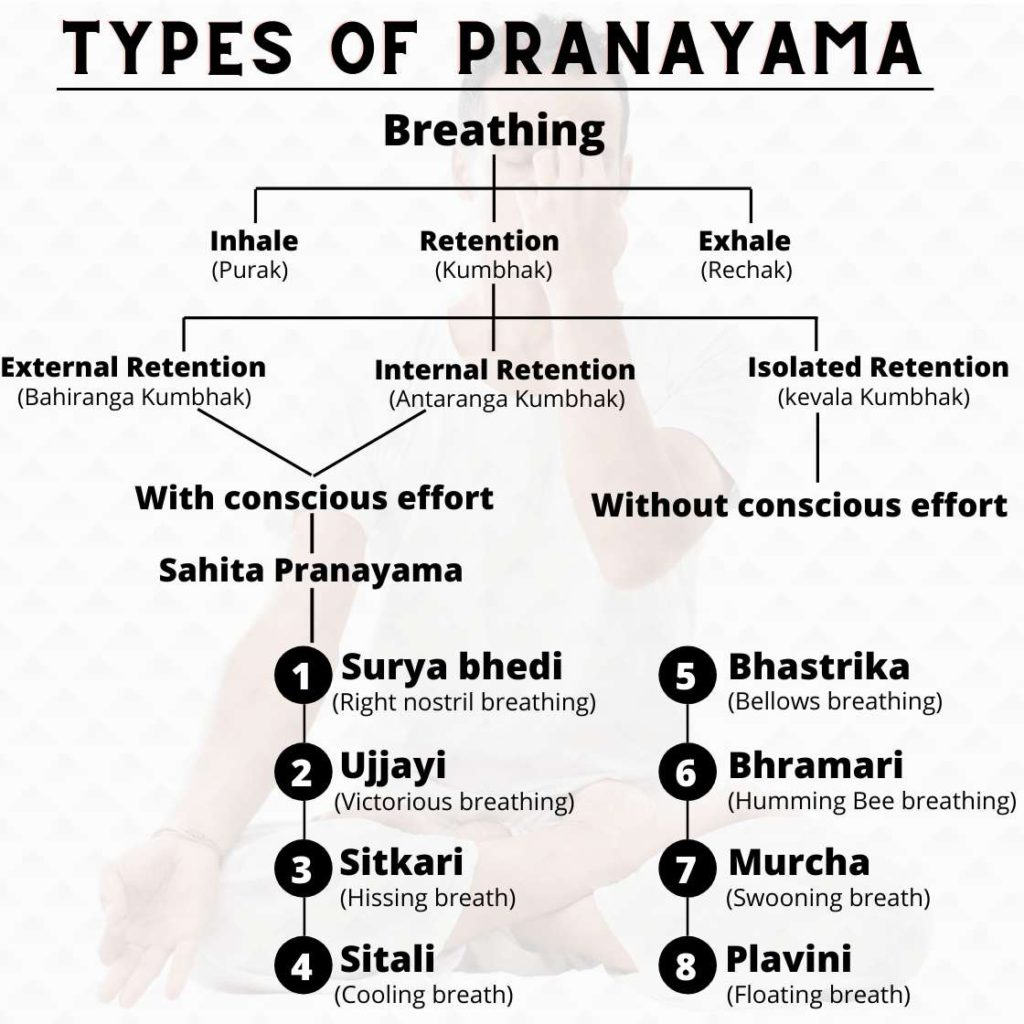 TYPES OF PRANAYAMA
Breathing
Inhale
(Purak)
Retention
(Kumbhak)
Exhale
(Rechak)
External Retention
(Bahiranga Kumbhak)
Internal Retention
(Antaranga Kumbhak)
Isolated Retention
(kevala Kumbhak)
With conscious effort
Without conscious effort
Sahita Pranayama
1 Surya bhedi
(Right nostril breathing)
2 Ujjayi
(Victorious breathing)
3 Sitkari
(Hissing breath)
4 Sitali
(Cooling breath)
5 Bhastrika
(Bellows breathing)
6 Bhramari
(Humming Bee breathing)
7 Murcha
(Swooning breath)
8 Plavini
(Floating breath)